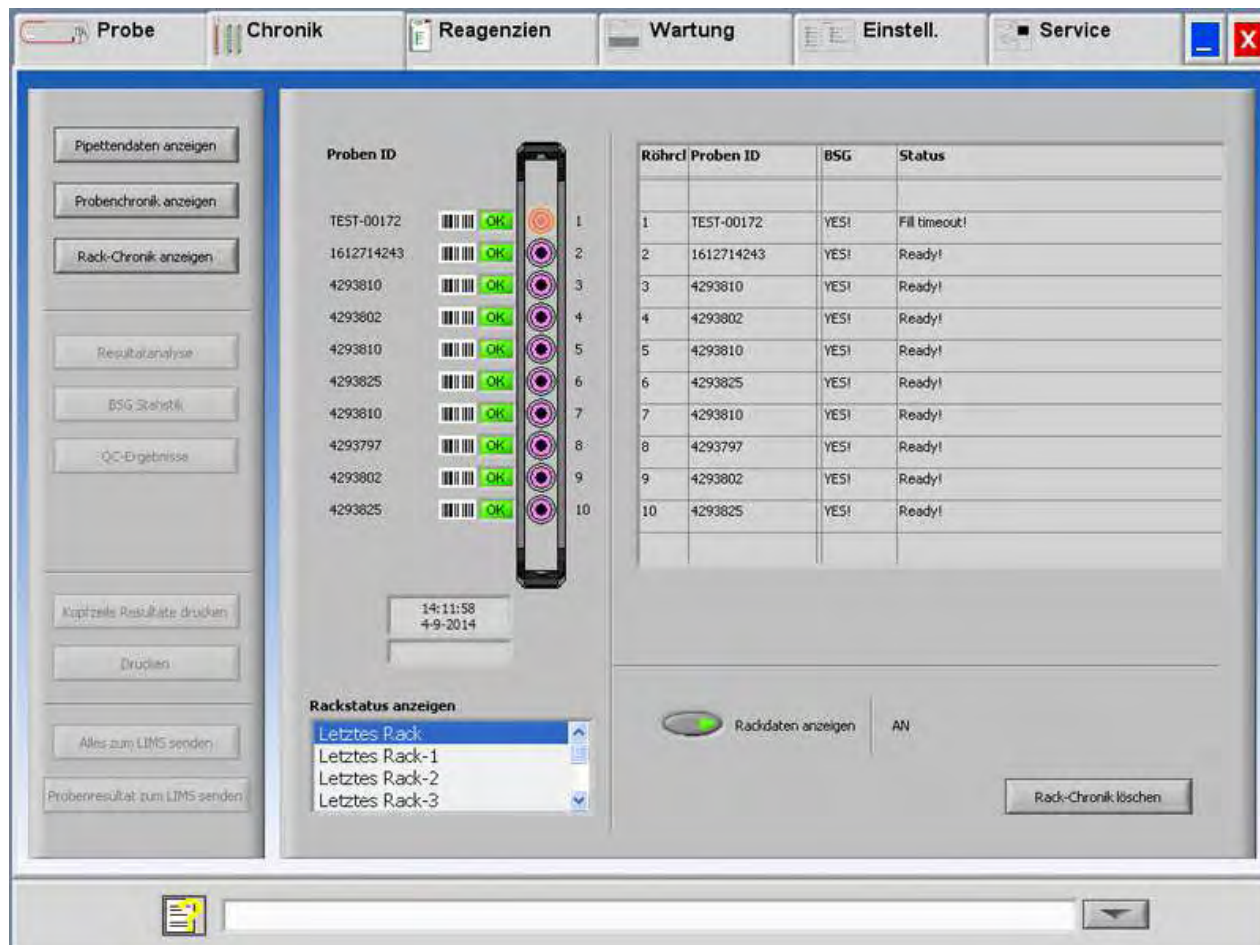 Probe Chronik Reagenzien Wartung Einstell. Service
Pipettendaten anzeigen
Probenchronik anzeigen
Rack-Chronik anzeigen
Resultatanalyse
BSG Statistik
QC-Ergebnisse
Kopfzeile Resultate drucken
Drucken
Alles zum LIMS senden
Probenresultat zum LIMS senden
Proben ID
TEST-00172 OK 1
1612714243 OK 2
4293810 OK 3
4293802 OK 4
4293810 OK 5
4293825 OK 6
4293810 OK 7
4293797 OK 8
4293802 OK 9
4293825 OK 10
14:11:58
4-9-2014
Rackstatus anzeigen
Letztes Rack
Letztes Rack-1
Letztes Rack-2
Letztes Rack-3
Röhrcl Proben ID BSG Status
1 TEST-00172 YES! Fill timeout!
2 1612714243 YES! Ready!
3 4293810 YES! Ready!
4 4293802 YES! Ready!
5 4293810 YES! Ready!
6 4293825 YES! Ready!
7 4293810 YES! Ready!
8 4293797 YES! Ready!
9 4293802 YES! Ready!
10 4293825 YES! Ready!
Rackdaten anzeigen AN
Rack-Chronik löschen